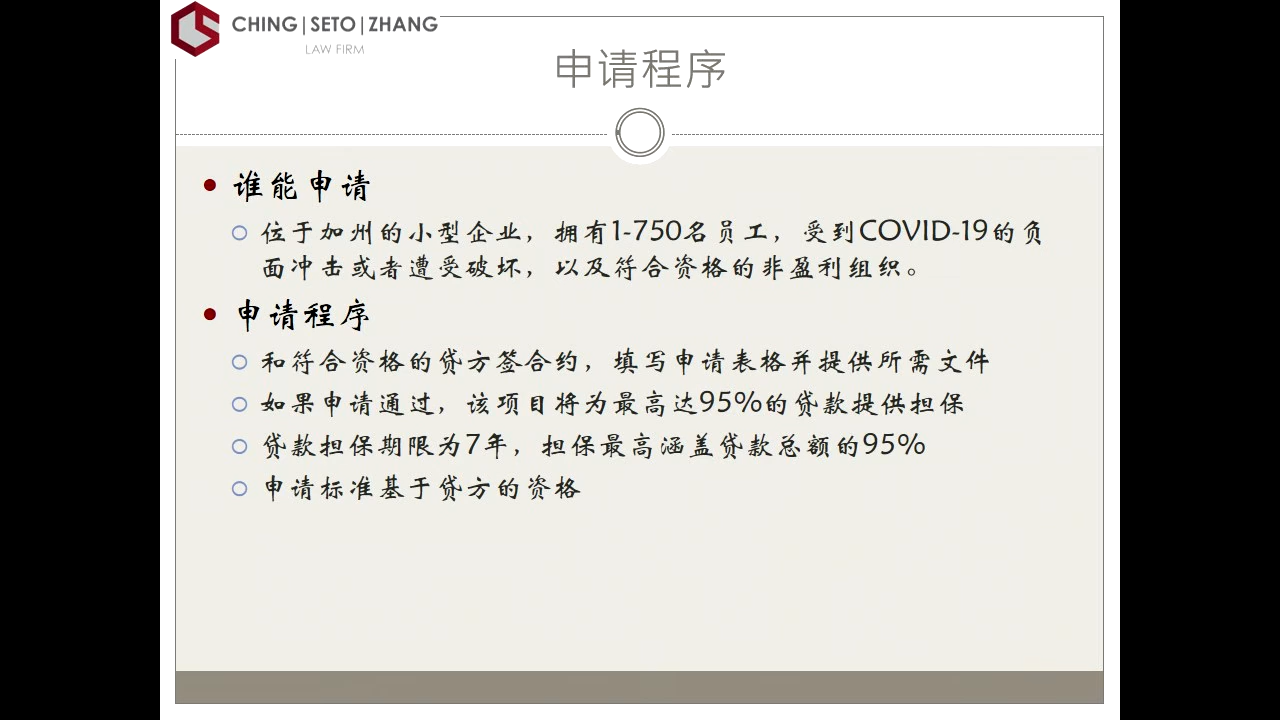 CHING|SETO|ZHANG
LAW FIRM
申请程序
谁能申请
位于加州的小型企业，拥有1-750名员工，受到COVID-19的负
面冲击或者遭受破坏，以及符合资格的非盈利组织。
申请程序
和符合资格的贷方签合约，填写申请表格并提供所需文件
如果申请通过，该项目将为最高达95%的贷款提供担保
贷款担保期限为7年，担保最高涵盖贷款总额的95%
申请标准基于贷方的资格